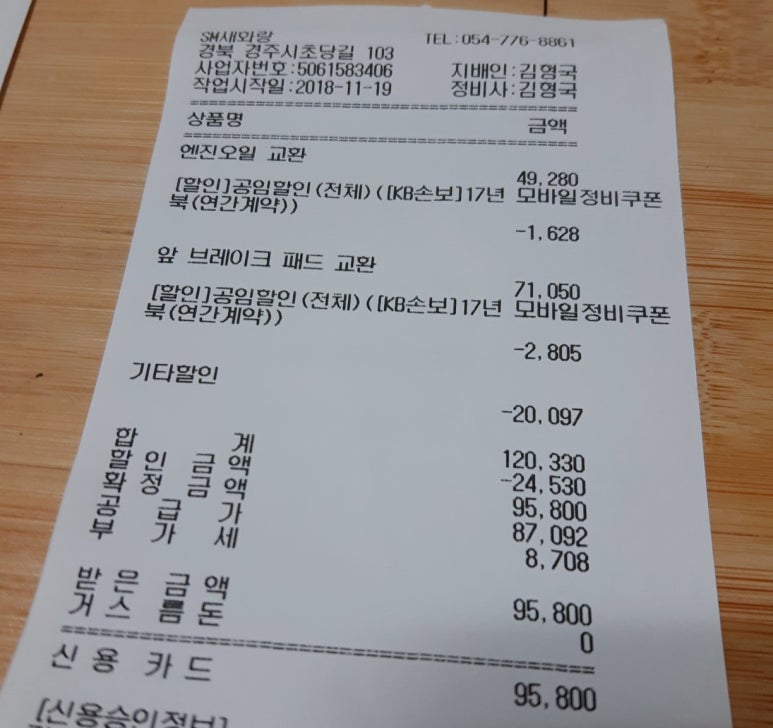 SM새화랑 TEL:054-776-8861
경북 경주시초당길 103
사업자번호:5061583406 지배인:김형국
작업시작일:2018-11-19 정비사:김형국
================================================
상품명 금액
================================================
엔진오일 교환
49,280
[할인]공임할인(전체)([KB손보]17년 모바일정비쿠폰
북(연간계약))
-1,628
앞 브레이크 패드 교환
71,050
[할인]공임할인(전체)([KB손보]17년 모바일정비쿠폰
북(연간계약))
-2,805
기타할인
-20,097
합 계 120,330
할 인 금 액 -24,530
확 정 금 액 95,800
공 급 가 87,092
부 가 세 8,708
받 은 금 액 95,800
거 스 름 돈 0
================================================
신 용 카 드 95,800
[신용승인정보]